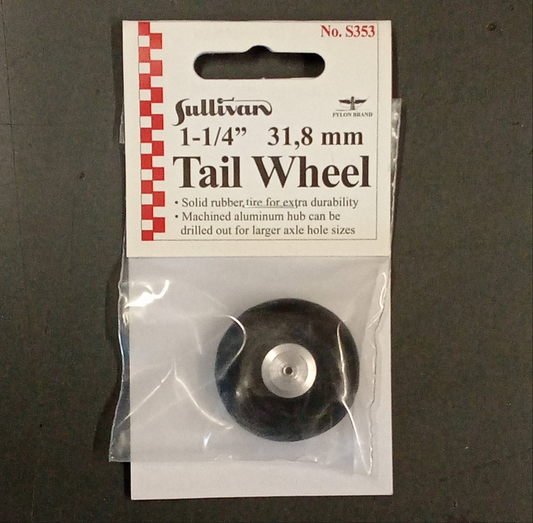 No. S353
Sullivan
PYLON BRAND
1-1/4” 31,8 mm
Tail Wheel
• Solid rubber tire for extra durability
• Machined aluminum hub can be
drilled out for larger axle hole sizes